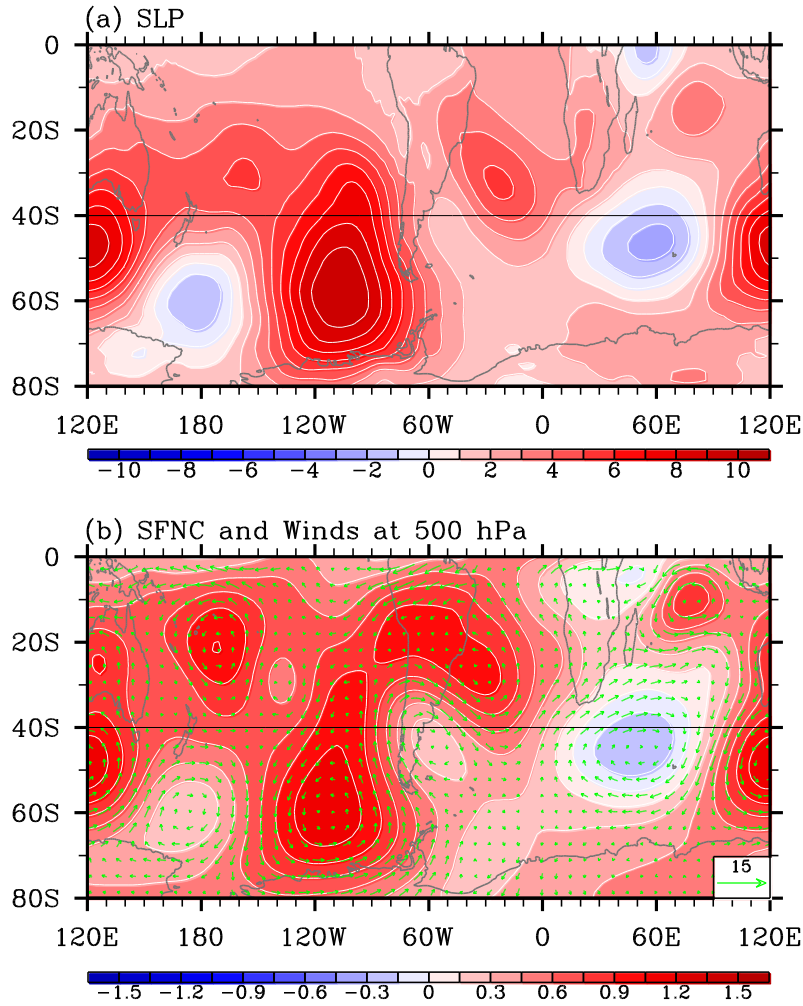 (a) SLP
0
20S
40S
60S
80S
120E 180 120W 60W 0 60E 120E
−10 −8 −6 −4 −2 0 2 4 6 8 10
(b) SFNC and Winds at 500 hPa
0
20S
40S
60S
15
80S
120E 180 120W 60W 0 60E 120E
−1.5 −1.2 −0.9 −0.6 −0.3 0 0.3 0.6 0.9 1.2 1.5